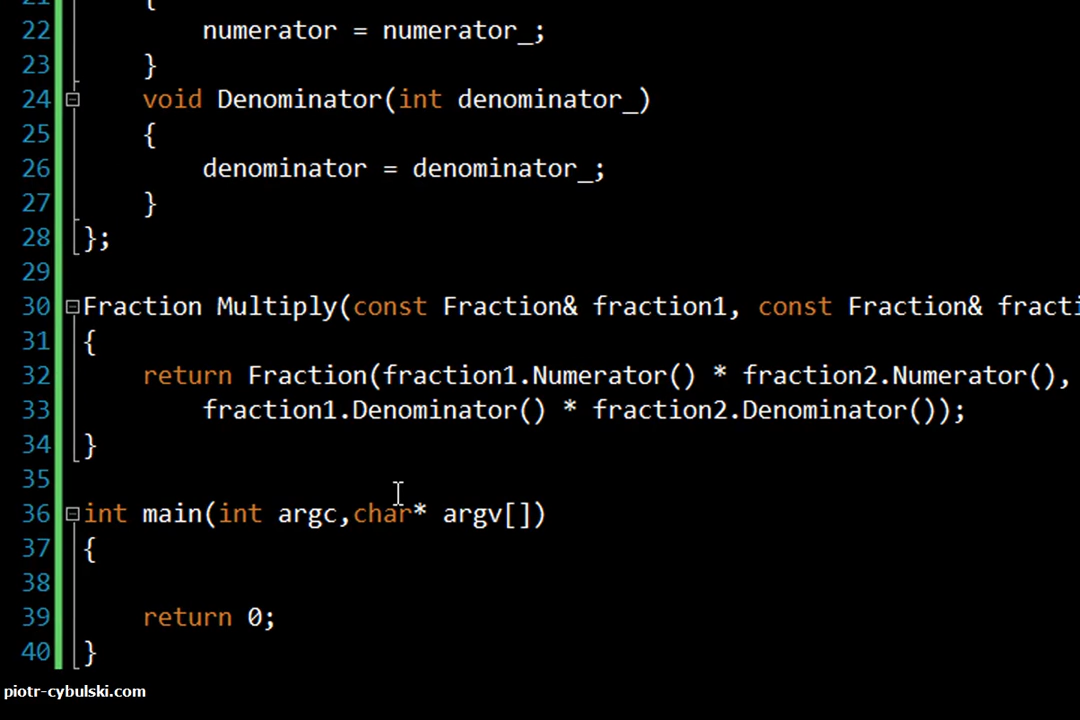 21 {
22 numerator = numerator_;
23 }
24 void Denominator(int denominator_)
25 {
26 denominator = denominator_;
27 }
28 };
29
30 Fraction Multiply(const Fraction& fraction1, const Fraction&
31 {
32 return Fraction(fraction1.Numerator() * fraction2.Numerator(),
33 fraction1.Denominator() * fraction2.Denominator());
34 }
35
36 int main(int argc,char* argv[])
37 {
38
39 return 0;
40 }
piotr-cybulski.com